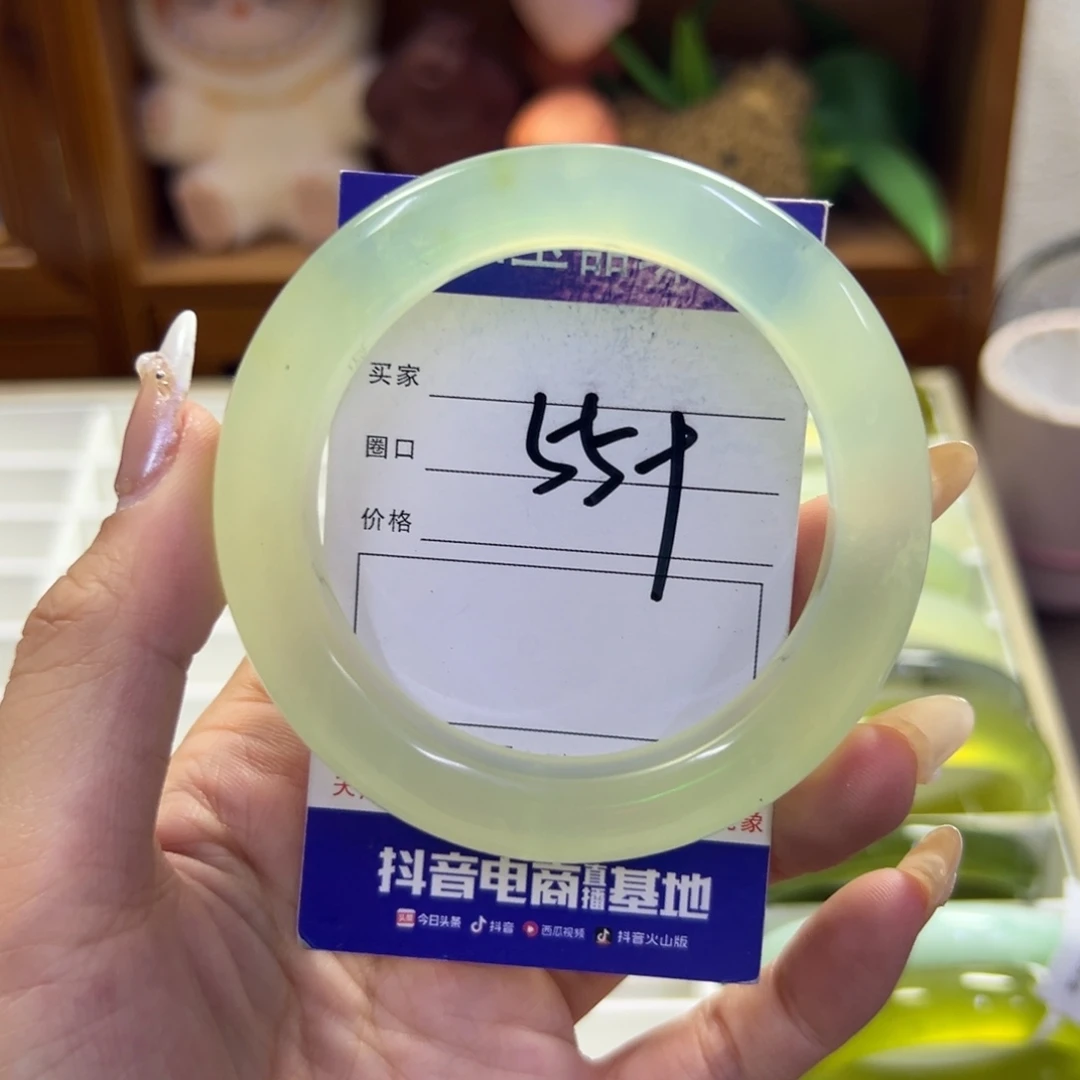 买家
圈口
价格
抖音电商直播基地
今日头条 抖音 西瓜视频 抖音火山版